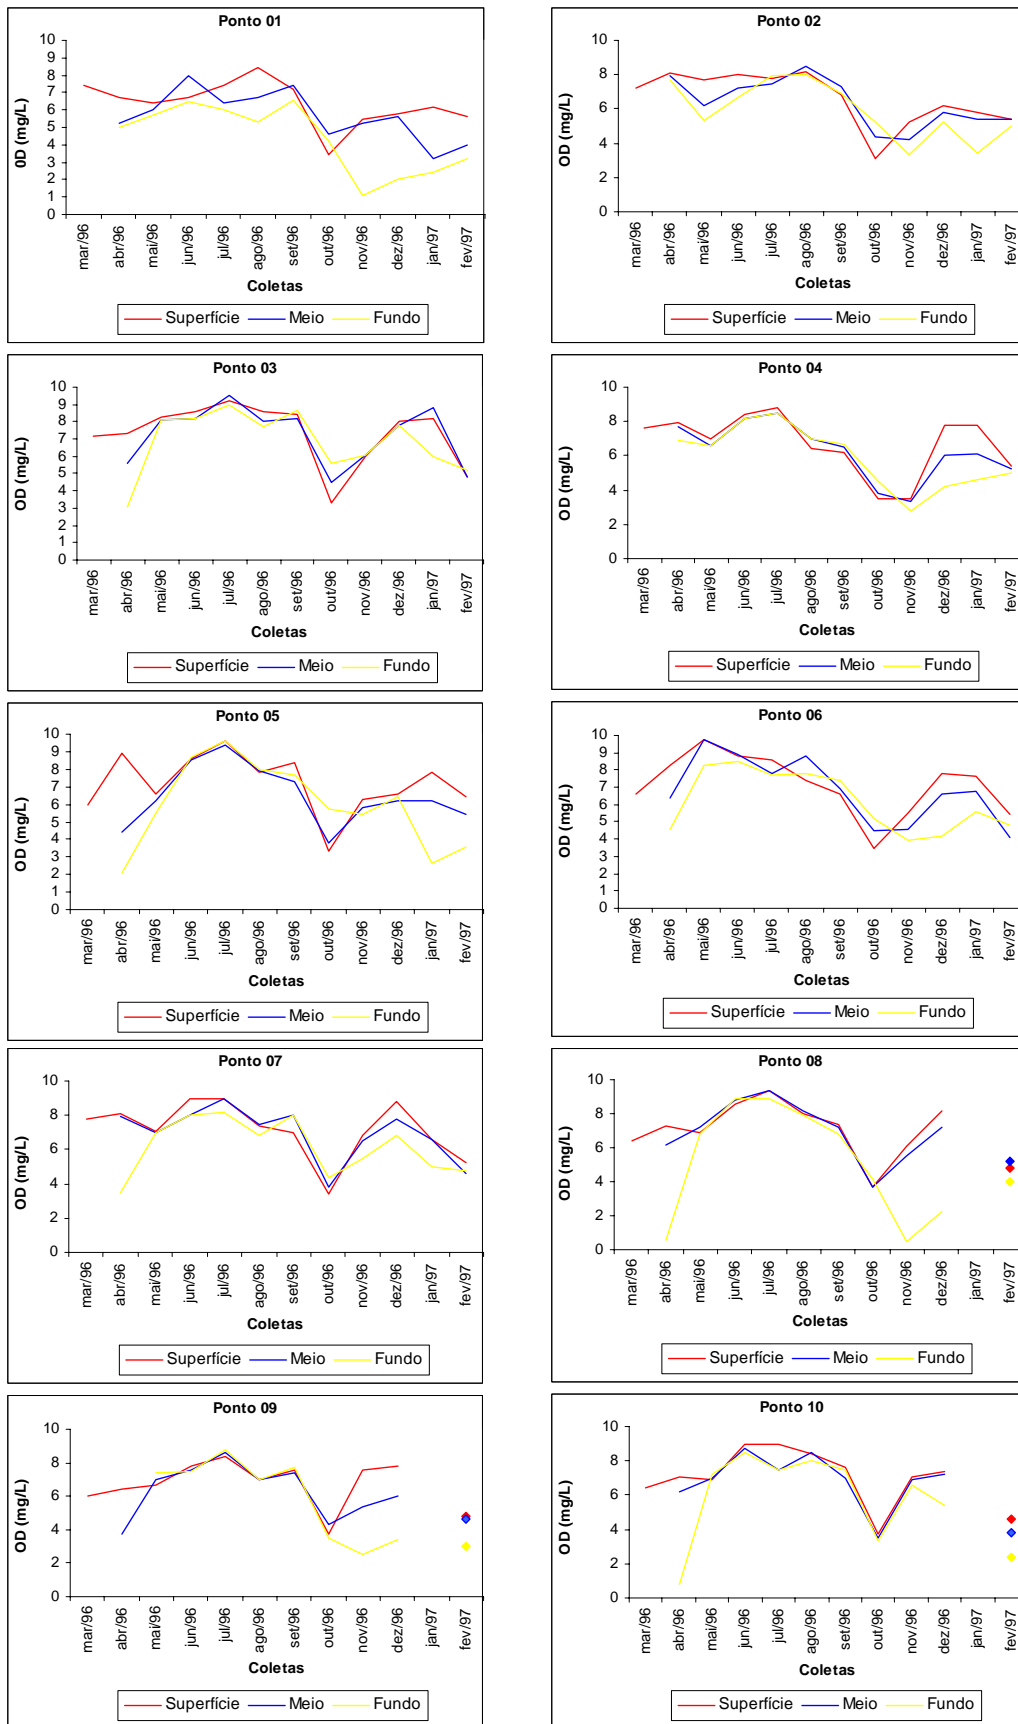 Ponto 01
10
9
8
7
6
5
4
3
2
1
0
0D (mg/L)
mar/96
abr/96
mai/96
jun/96
jul/96
ago/96
set/96
out/96
nov/96
dez/96
jan/97
fev/97
Coletas
Superfície Meio Fundo
Ponto 02
10
8
6
4
2
0
OD (mg/L)
mar/96
abr/96
mai/96
jun/96
jul/96
ago/96
set/96
out/96
nov/96
dez/96
jan/97
fev/97
Coletas
Superfície Meio Fundo
Ponto 03
10
9
8
7
6
5
4
3
2
1
0
OD (mg/L)
mar/96
abr/96
mai/96
jun/96
jul/96
ago/96
set/96
out/96
nov/96
dez/96
jan/97
fev/97
Coletas
Superfície Meio Fundo
Ponto 04
10
8
6
4
2
0
OD (mg/L)
mar/96
abr/96
mai/96
jun/96
jul/96
ago/96
set/96
out/96
nov/96
dez/96
jan/97
fev/97
Coletas
Superfície Meio Fundo
Ponto 05
10
9
8
7
6
5
4
3
2
1
0
OD (mg/L)
mar/96
abr/96
mai/96
jun/96
jul/96
ago/96
set/96
out/96
nov/96
dez/96
jan/97
fev/97
Coletas
Superfície Meio Fundo
Ponto 06
10
9
8
7
6
5
4
3
2
1
0
OD (mg/L)
mar/96
abr/96
mai/96
jun/96
jul/96
ago/96
set/96
out/96
nov/96
dez/96
jan/97
fev/97
Coletas
Superfície Meio Fundo
Ponto 07
10
8
6
4
2
0
OD (mg/L)
mar/96
abr/96
mai/96
jun/96
jul/96
ago/96
set/96
out/96
nov/96
dez/96
jan/97
fev/97
Coletas
Superfície Meio Fundo
Ponto 08
10
8
6
4
2
0
OD (mg/L)
mar/96
abr/96
mai/96
jun/96
jul/96
ago/96
set/96
out/96
nov/96
dez/96
jan/97
fev/97
Coletas
Superfície Meio Fundo
Ponto 09
10
8
6
4
2
0
OD (mg/L)
mar/96
abr/96
mai/96
jun/96
jul/96
ago/96
set/96
out/96
nov/96
dez/96
jan/97
fev/97
Coletas
Superfície Meio Fundo
Ponto 10
10
8
6
4
2
0
OD (mg/L)
mar/96
abr/96
mai/96
jun/96
jul/96
ago/96
set/96
out/96
nov/96
dez/96
jan/97
fev/97
Coletas
Superfície Meio Fundo